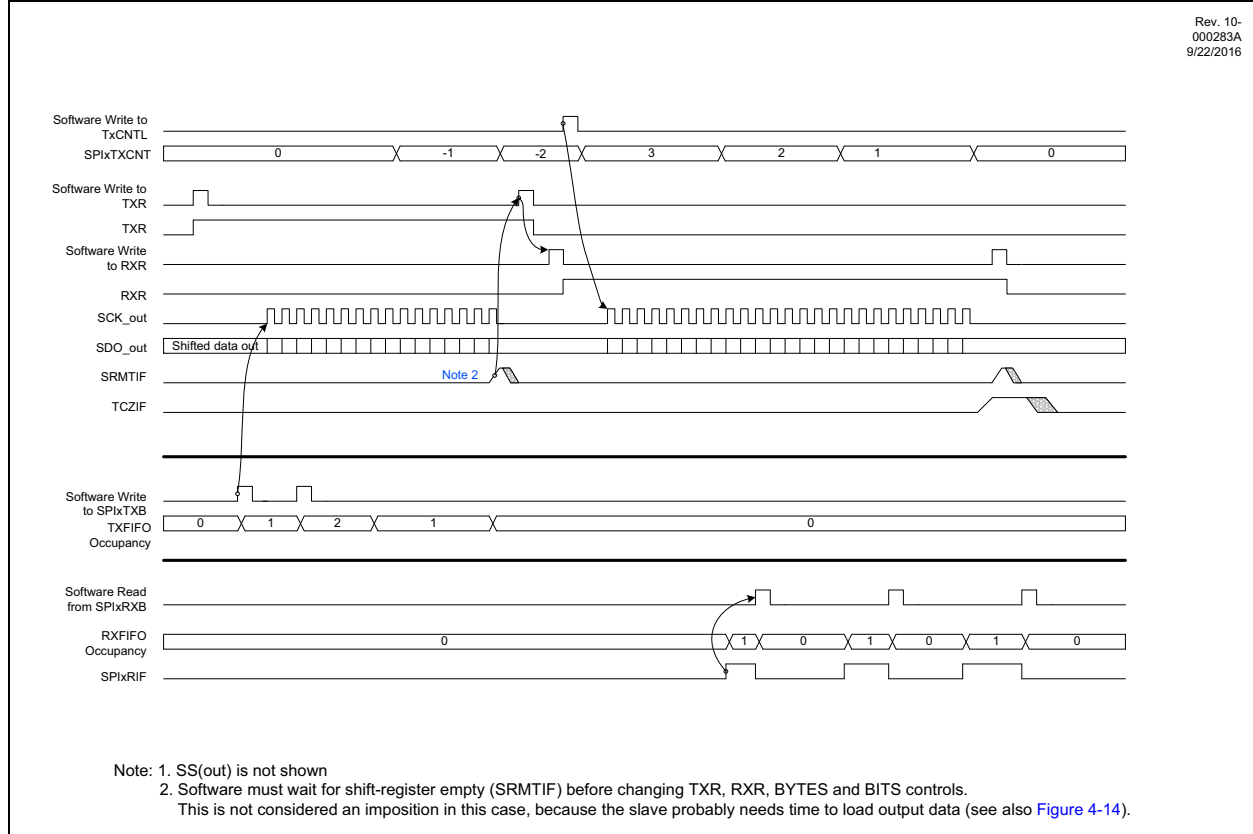 Rev. 10-
000283A
9/22/2016
Software Write to
TxCNTL
SPIxTXCNT
0 -1 -2 3 2 1 0
Software Write to
TXR
TXR
Software Write
to RXR
RXR
SCK_out
SDO_out
Shifted data out
SRMTIF
Note 2
TCZIF
Software Write
to SPIxTXB
TXFIFO
Occupancy
0 1 2 1 0
Software Read
from SPIxRXB
RXFIFO
Occupancy
0 1 0 1 0 1 0
SPIxRIF
Note: 1. SS(out) is not shown
2. Software must wait for shift-register empty (SRMTIF) before changing TXR, RXR, BYTES and BITS controls.
This is not considered an imposition in this case, because the slave probably needs time to load output data (see also Figure 4-14).